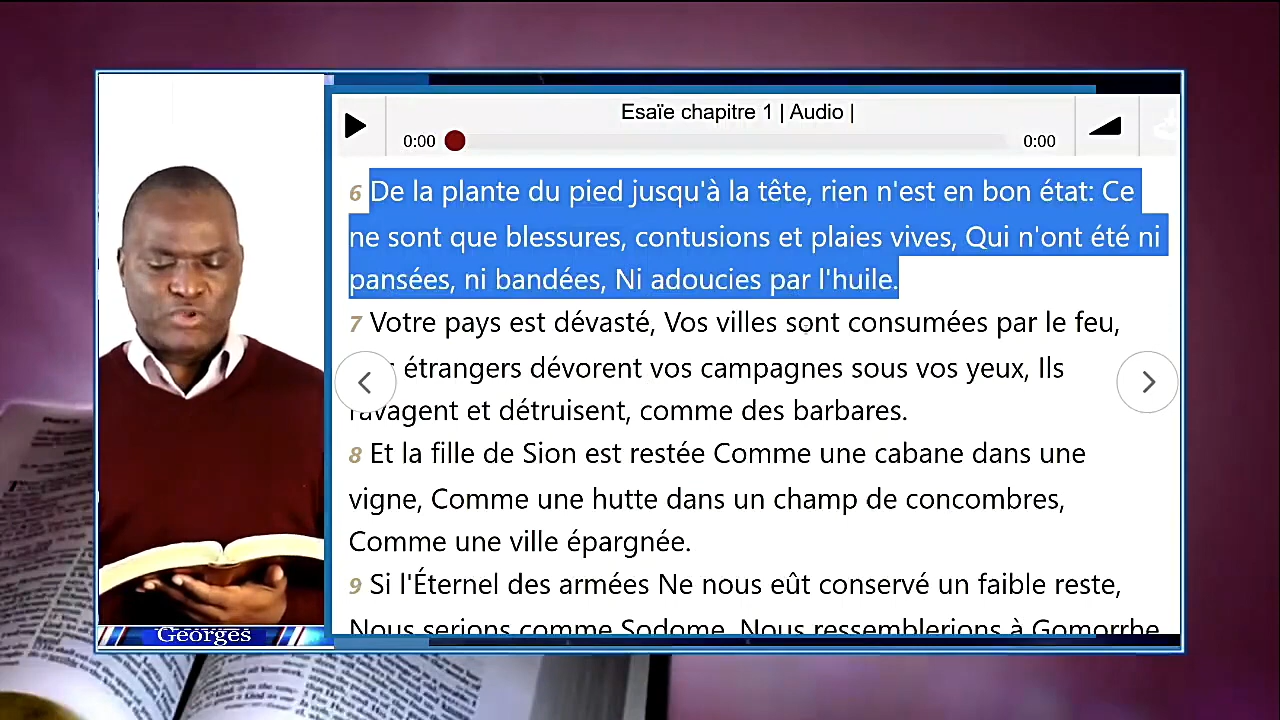 Esaïe chapitre 1 | Audio |
0:00
0:00
6 De la plante du pied jusqu'à la tête, rien n'est en bon état: Ce
ne sont que blessures, contusions et plaies vives, Qui n'ont été ni
pansées, ni bandées, Ni adoucies par l'huile.
7 Votre pays est dévasté, Vos villes sont consumées par le feu,
étrangers dévorent vos campagnes sous vos yeux, Ils
ravagent et détruisent, comme des barbares.
8 Et la fille de Sion est restée Comme une cabane dans une
vigne, Comme une hutte dans un champ de concombres,
Comme une ville épargnée.
9 Si l'Éternel des armées Ne nous eût conservé un faible reste,
Nous serions comme Sodome, Nous ressemblerions à Gomorrhe
Georges